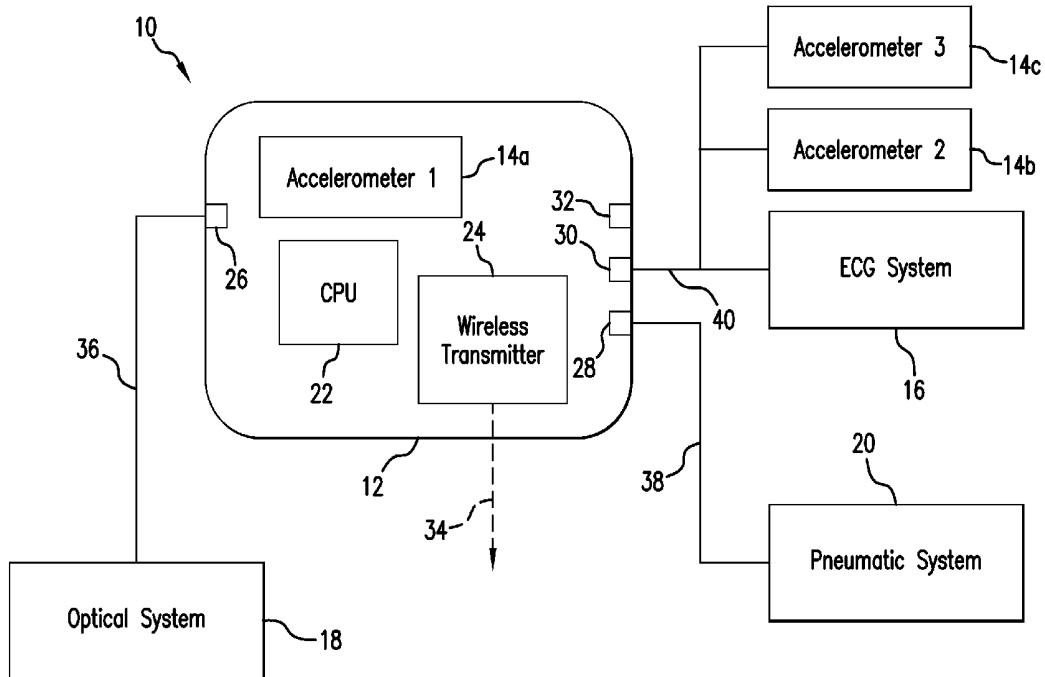 10
Accelerometer 3
14c
Accelerometer 1
14a
Accelerometer 2
14b
32
26
24
30
ECG System
CPU
Wireless
Transmitter
40
36
22
28
16
12
38
20
34
Pneumatic System
Optical System
18